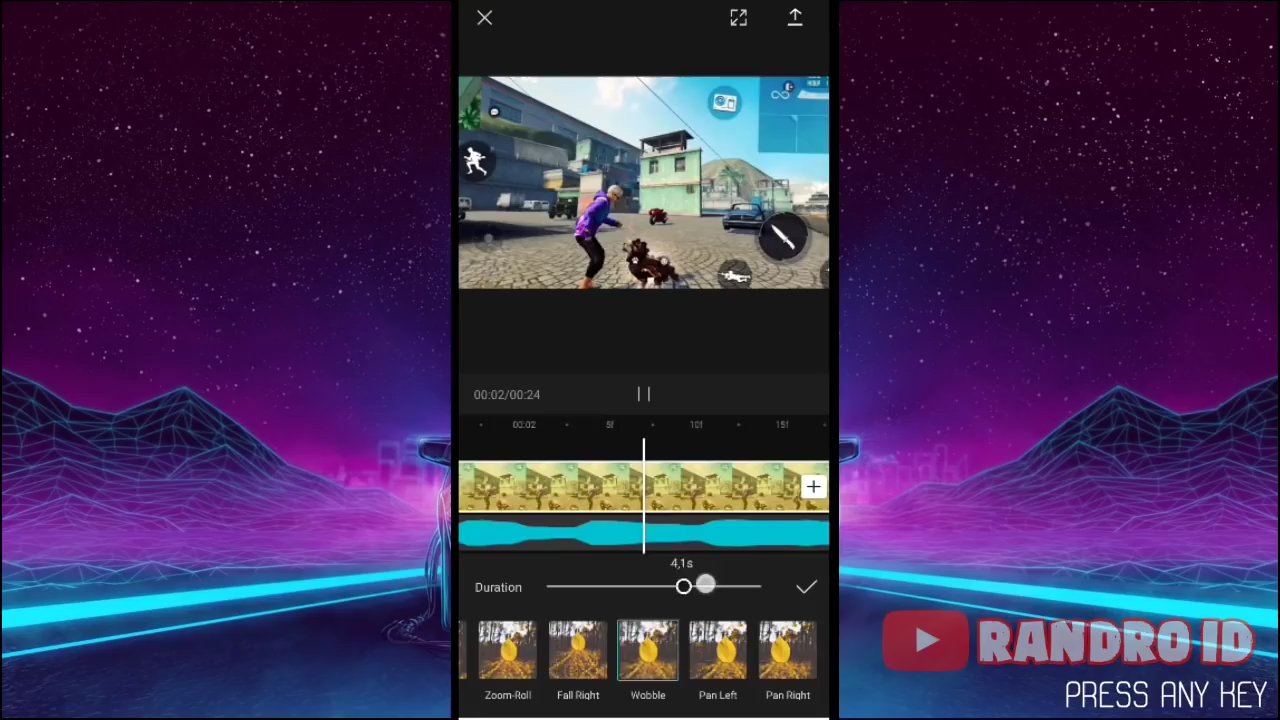 00:02/00:24
00:02 5f 10f 15f
4,1s
Duration
Zoom-Roll Fall Right Wobble Pan Left Pan Right
RANDRO ID
PRESS ANY KEY